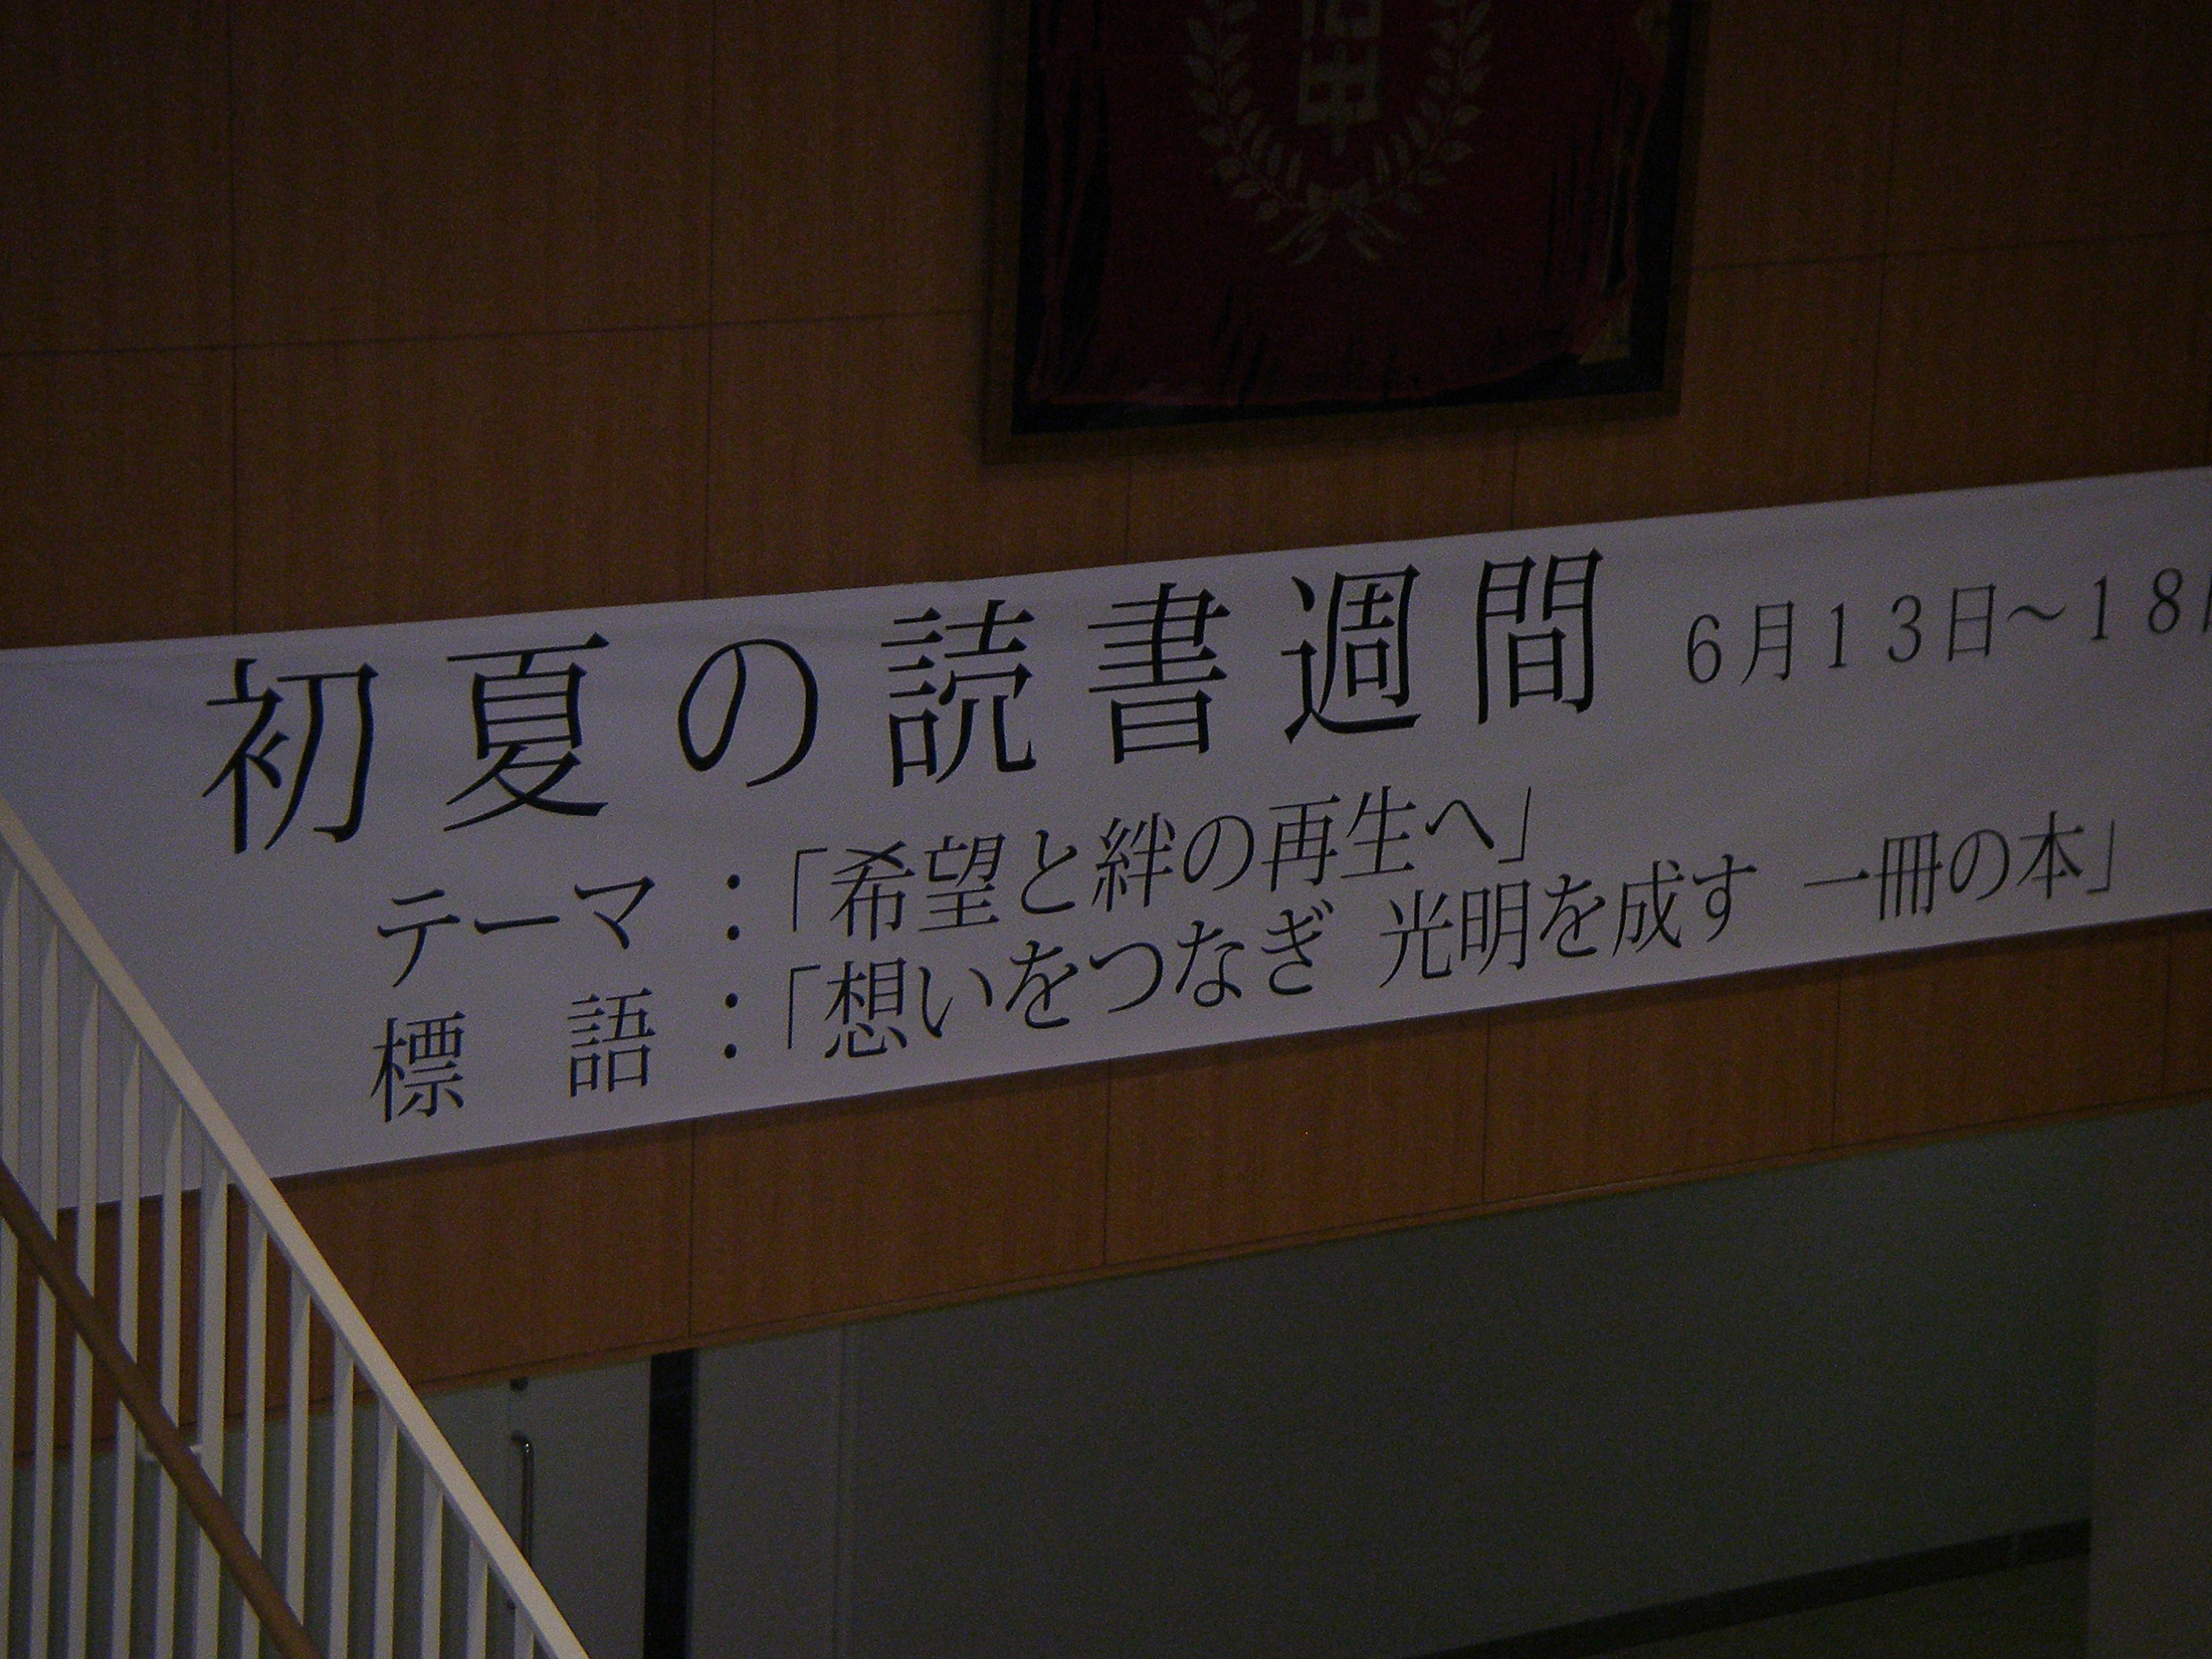 中
初夏の読書週間 6月13日～18
テーマ：「希望と絆の再生へ」
標 語：「想いをつなぎ 光明を成す 一冊の本」